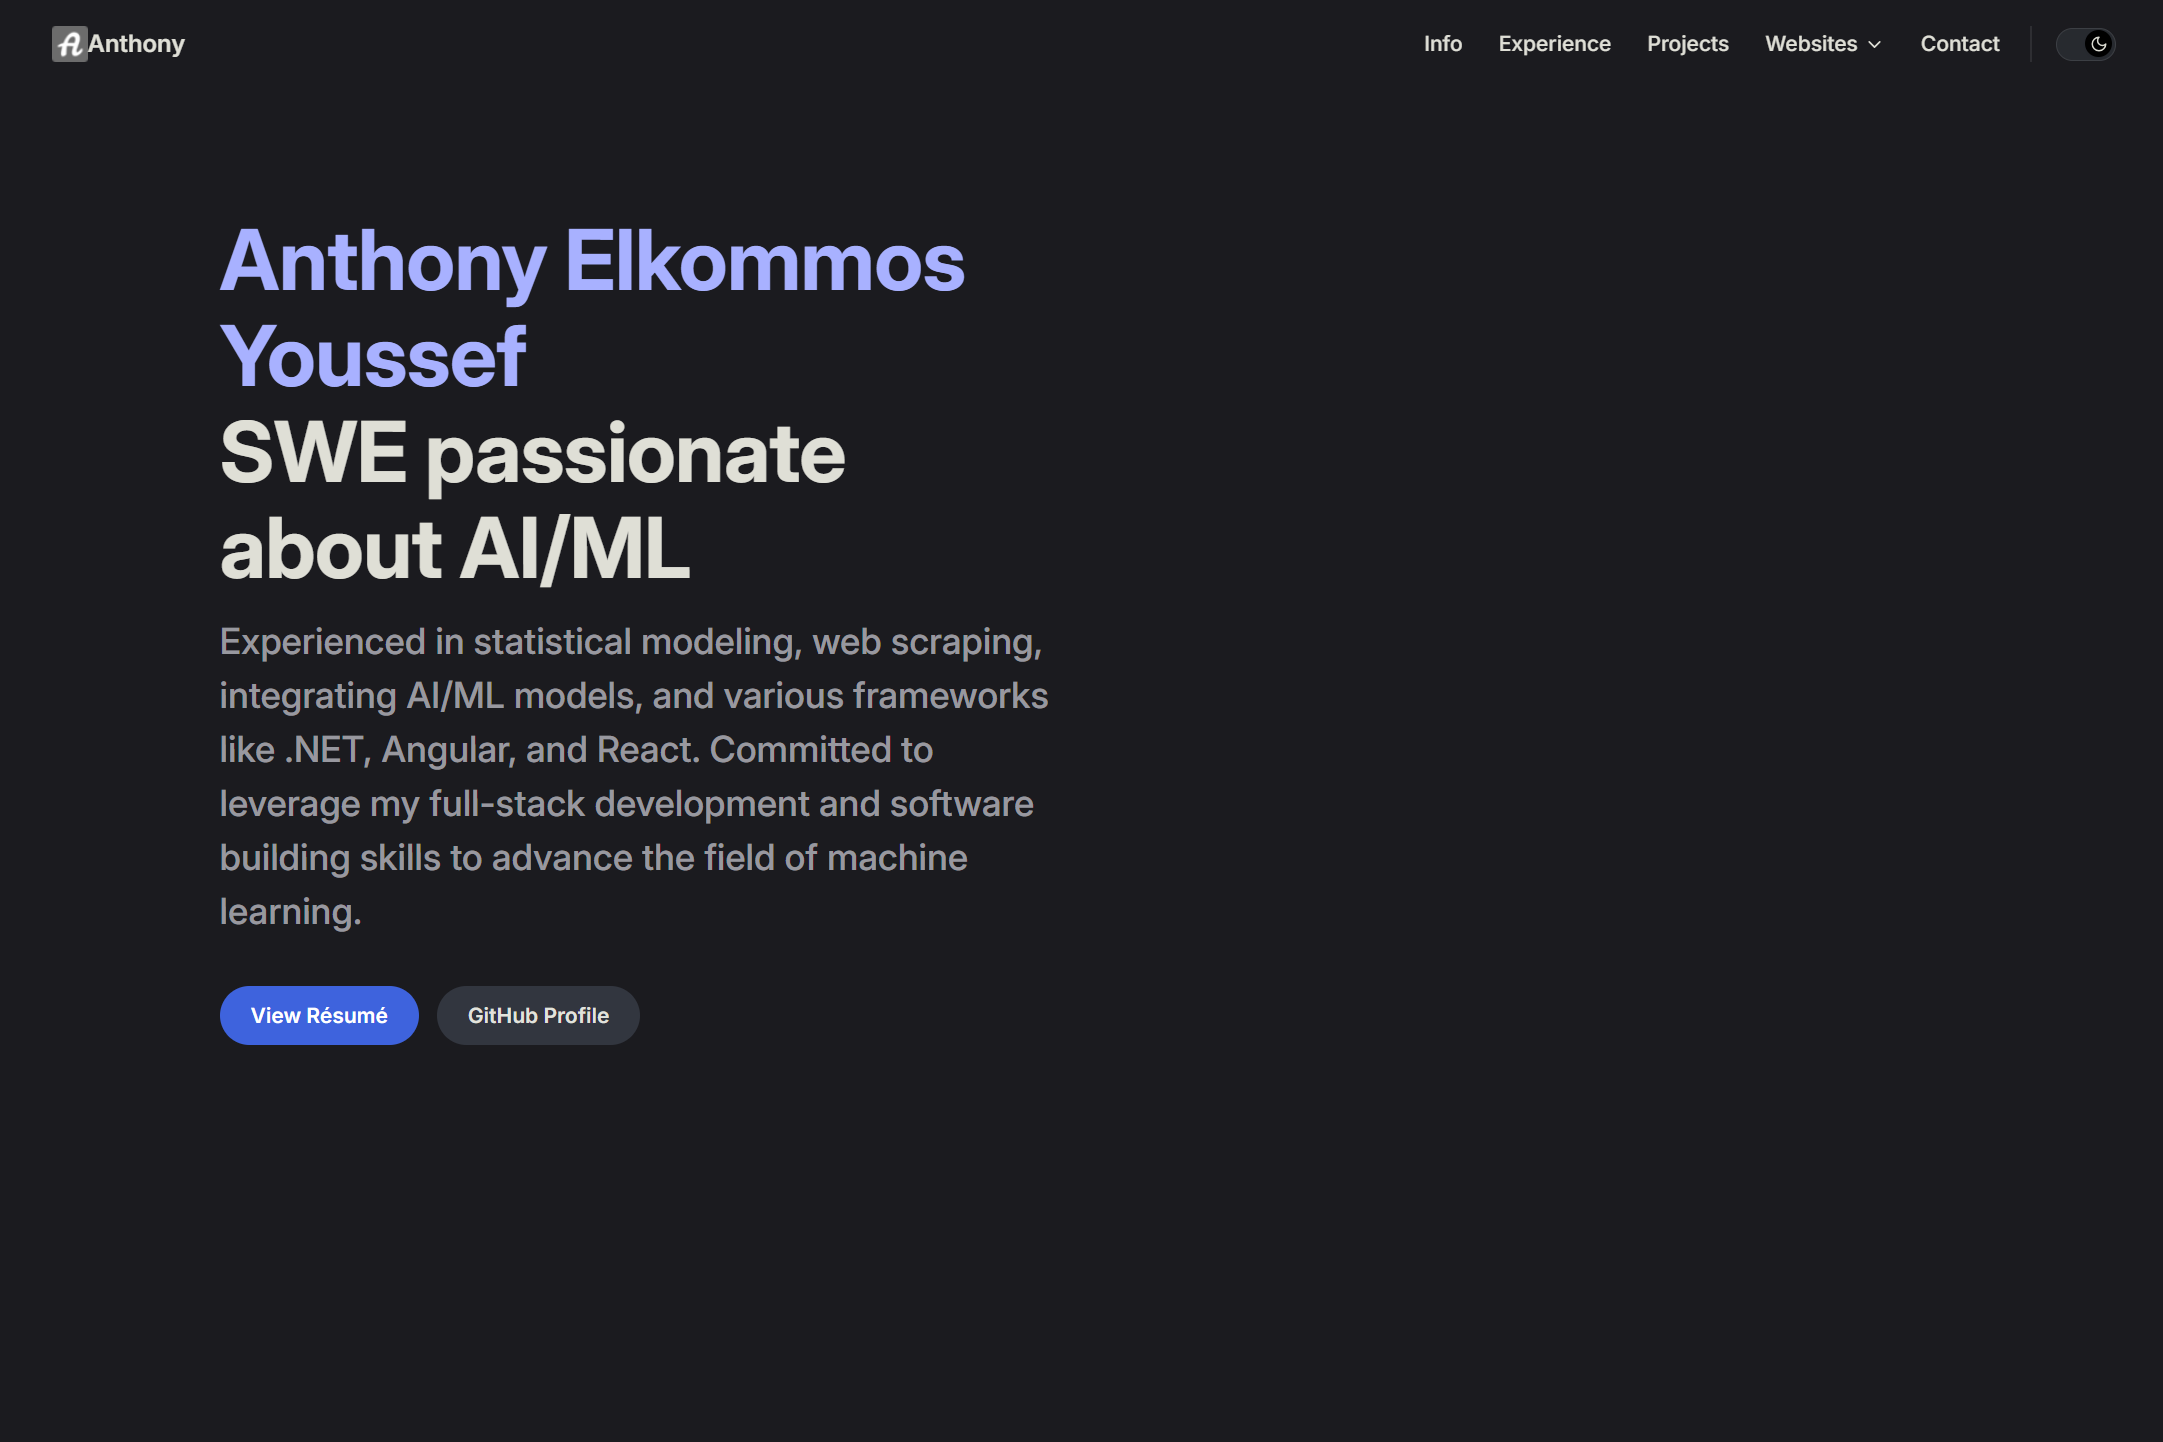 A Anthony
Info Experience Projects Websites Contact
Anthony Elkommos
Youssef
SWE passionate
about AI/ML
Experienced in statistical modeling, web scraping,
integrating AI/ML models, and various frameworks
like .NET, Angular, and React. Committed to
leverage my full-stack development and software
building skills to advance the field of machine
learning.
View Résumé GitHub Profile